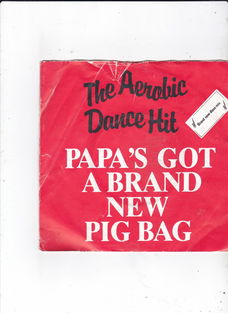 The Aerobic
Dance Hit
PAPA'S GOT
A BRAND
NEW
PIG BAG